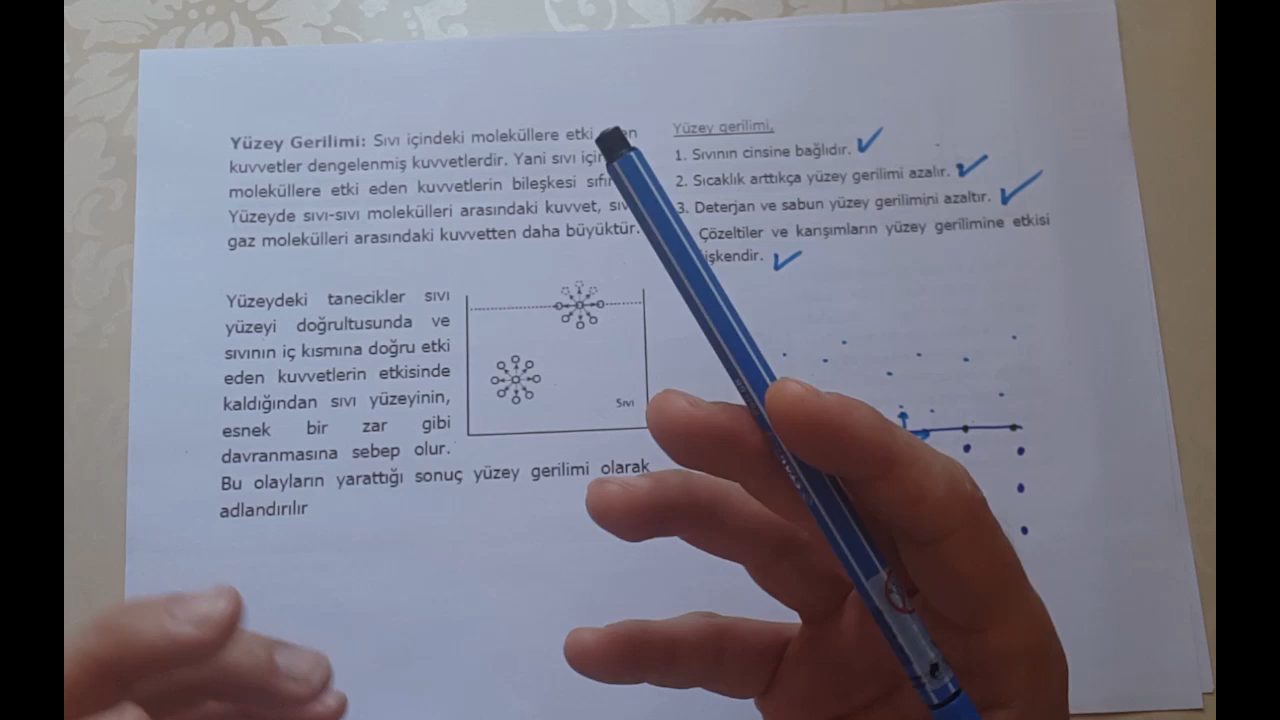 Yüzey Gerilimi: Sıvı içindeki moleküllere etki
kuvvetler dengelenmiş kuvvetlerdir. Yani sıvı
moleküllere etki eden kuvvetlerin bileşkesi
Yüzeyde sıvı-sıvı molekülleri arasındaki kuvvet,
gaz molekülleri arasındaki kuvvetten daha büyüktür.
Yüzeydeki tanecikler sıvı
yüzeyi doğrultusunda ve
sıvının iç kısmına doğru etki
eden kuvvetlerin etkisinde
kaldığından sıvı yüzeyinin,
esnek bir zar gibi
davranmasına sebep olur.
Bu olayların yarattığı sonuç yüzey gerilimi olarak
adlandırılır
Sıvı
Yüzey gerilimi,
1. Sıvının cinsine bağlıdır.
2. Sıcaklık arttıkça yüzey gerilimi azalır.
3. Deterjan ve sabun yüzey gerilimini azaltır.
Çözeltiler ve karışımların yüzey gerilimine etkisi